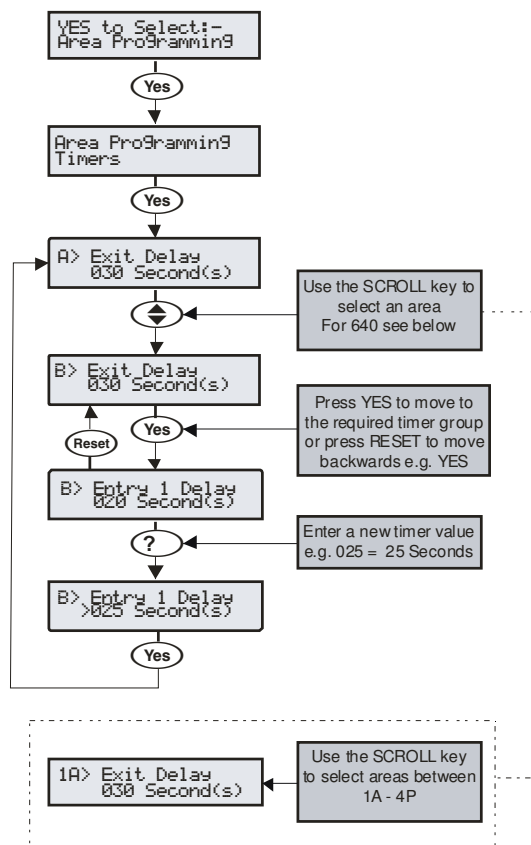 YES to Select:-
Area Programming
Yes
Area Programming
Timers
Yes
A> Exit Delay
030 Second(s)
Use the SCROLL key to
select an area
For 640 see below
B> Exit Delay
030 Second(s)
Reset
Yes
Press YES to move to
the required timer group
or press RESET to move
backwards e.g. YES
B> Entry 1 Delay
020 Second(s)
?
Enter a new timer value
e.g. 025 = 25 Seconds
B> Entry 1 Delay
>025 Second(s)
Yes
1A> Exit Delay
030 Second(s)
Use the SCROLL key
to select areas between
1A - 4P